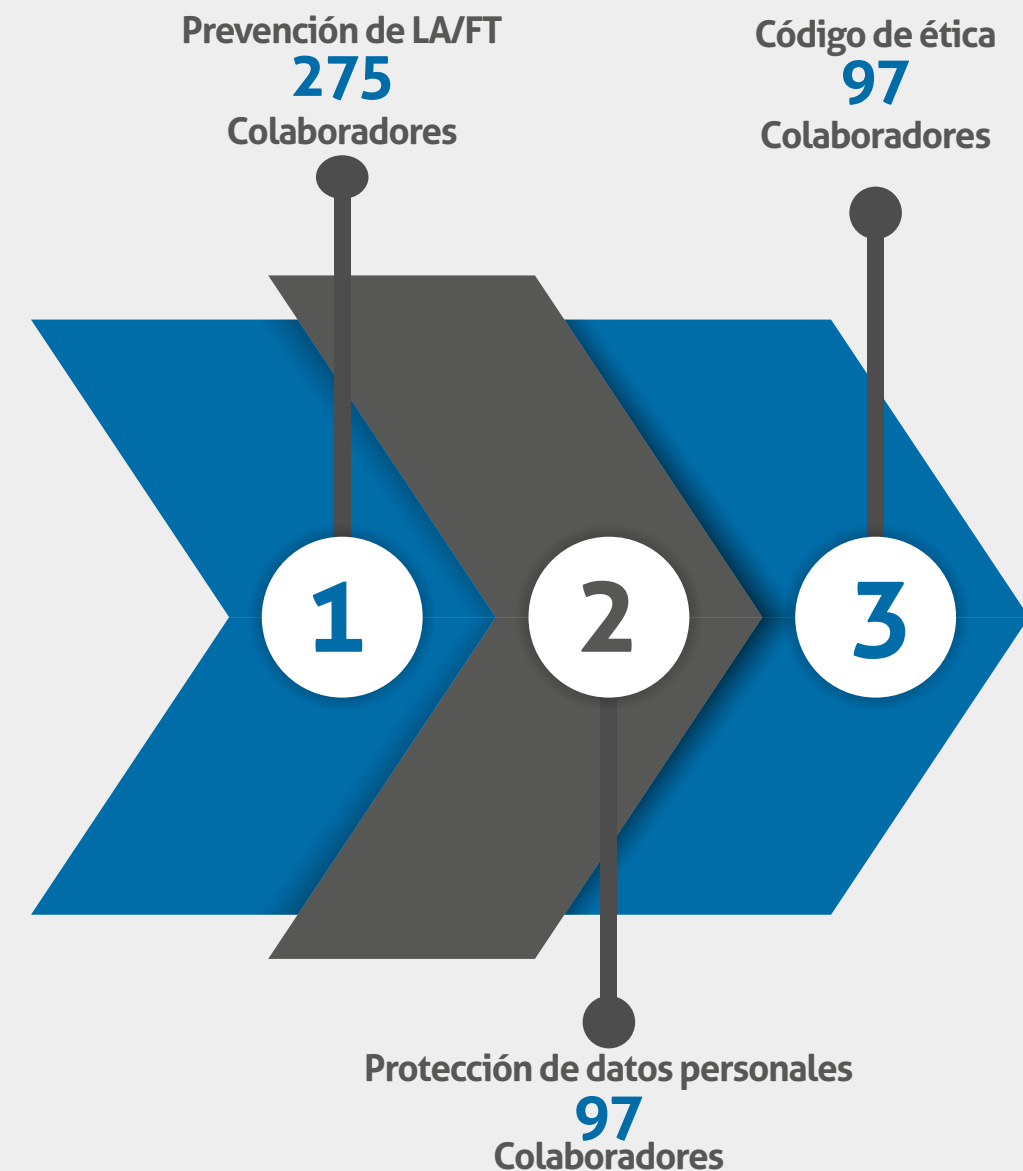 Prevención de LA/FT
275
Colaboradores
Código de ética
97
Colaboradores
1
2
3
Protección de datos personales
97
Colaboradores